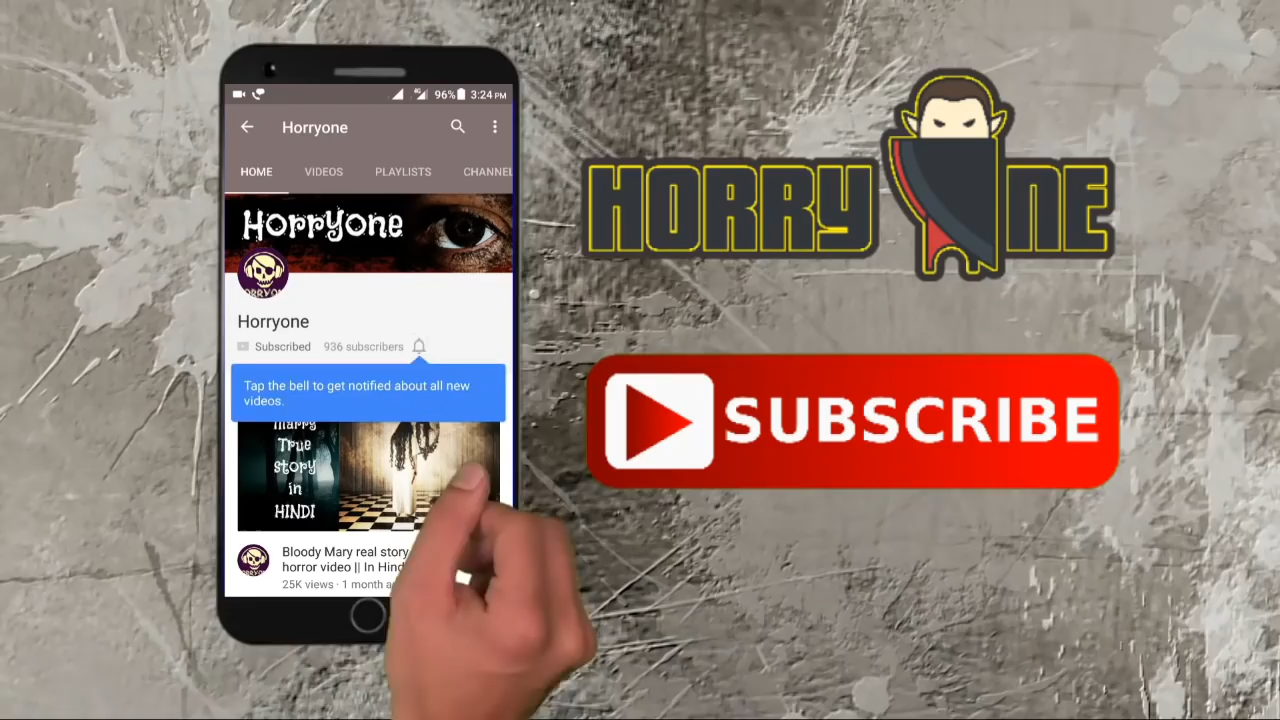 96% 3:24 PM
Horryone
HOME VIDEOS PLAYLISTS CHANNEL
HorrYone
Horryone
Subscribed 936 subscribers
Tap the bell to get notified about all new
videos.
Marry
True
story
in
HINDI
Bloody Mary real story
horror video || In Hind
25K views · 1 month a
HORRY NE
SUBSCRIBE